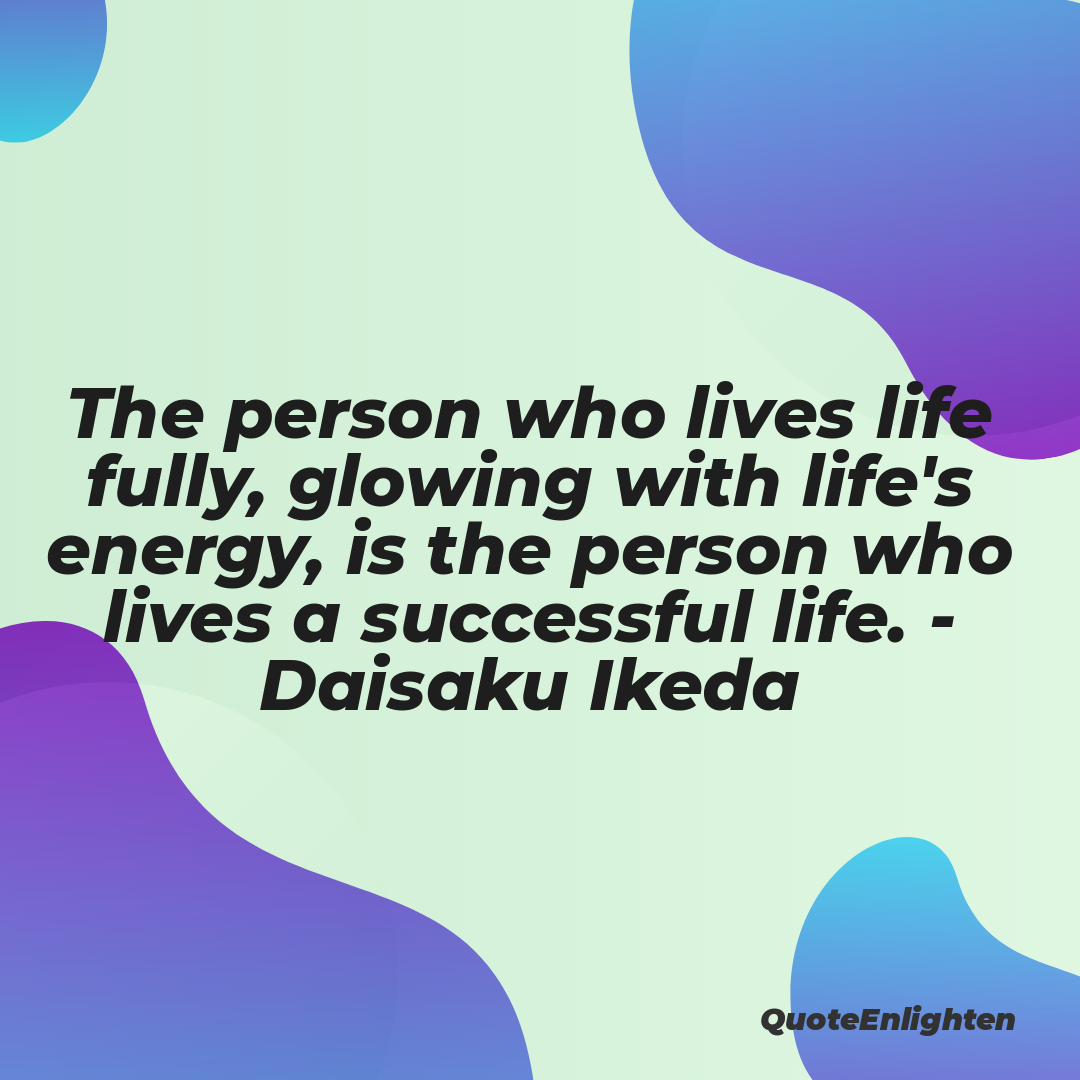 The person who lives life
fully, glowing with life's
energy, is the person who
lives a successful life. -
Daisaku Ikeda
QuoteEnlighten